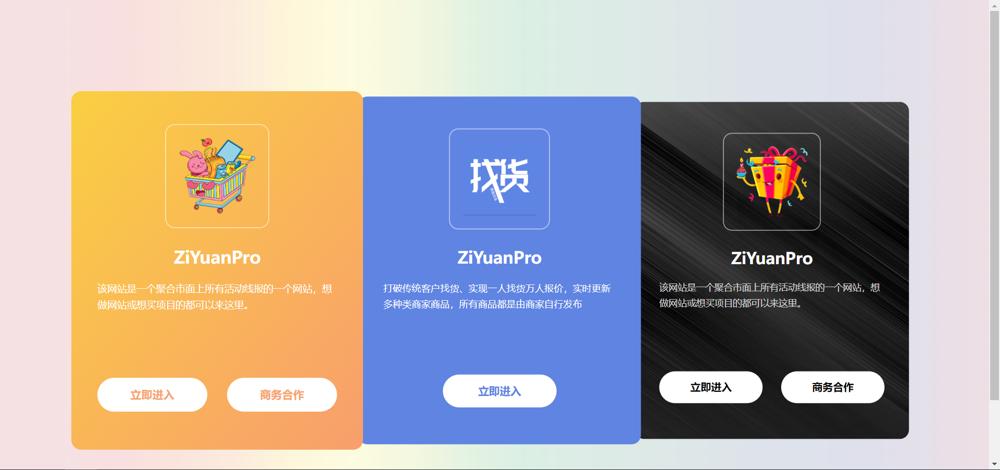 ZiYuanPro
该网站是一个聚合市面上所有活动线报的一个网站，想
做网站或想买项目的都可以来这里。
立即进入
商务合作
找货
ZiYuanPro
打破传统客户找货、实现一人找货万人报价，实时更新
多种类商家商品，所有商品都是由商家自行发布
立即进入
ZiYuanPro
该网站是一个聚合市面上所有活动线报的一个网站，想
做网站或想买项目的都可以来这里。
立即进入
商务合作